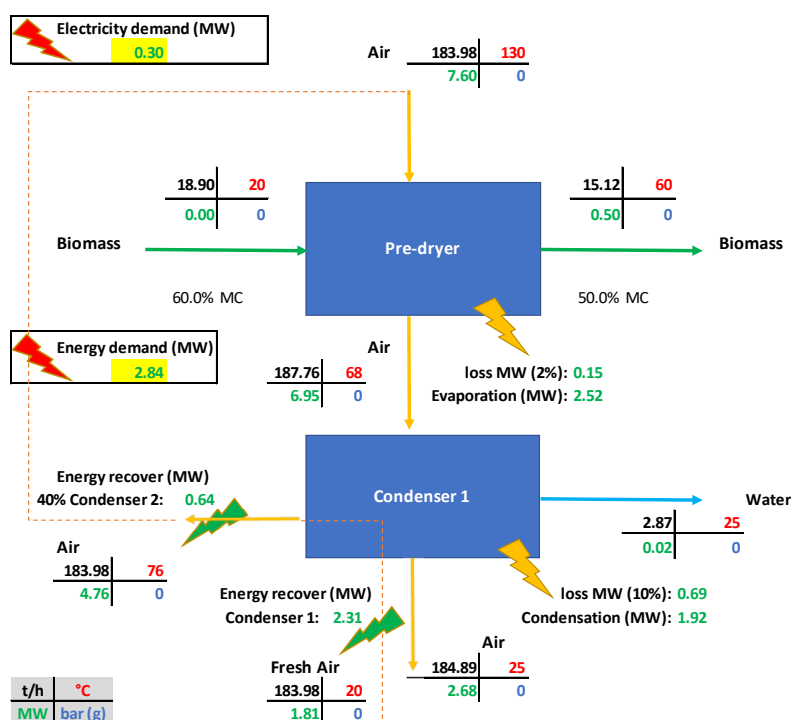 Electricity demand (MW)
0.30
Air
183.98 130
7.60 0
18.90 20
0.00 0
15.12 60
0.50 0
Biomass
Pre-dryer
Biomass
60.0% MC
50.0% MC
Energy demand (MW)
2.84
Air
187.76 68
6.95 0
loss MW (2%): 0.15
Evaporation (MW): 2.52
Energy recover (MW)
40% Condenser 2: 0.64
Condenser 1
Water
2.87 25
0.02 0
Air
183.98 76
4.76 0
Energy recover (MW)
Condenser 1: 2.31
loss MW (10%): 0.69
Condensation (MW): 1.92
Air
184.89 25
2.68 0
Fresh Air
183.98 20
1.81 0
t/h °C
MW bar (g)